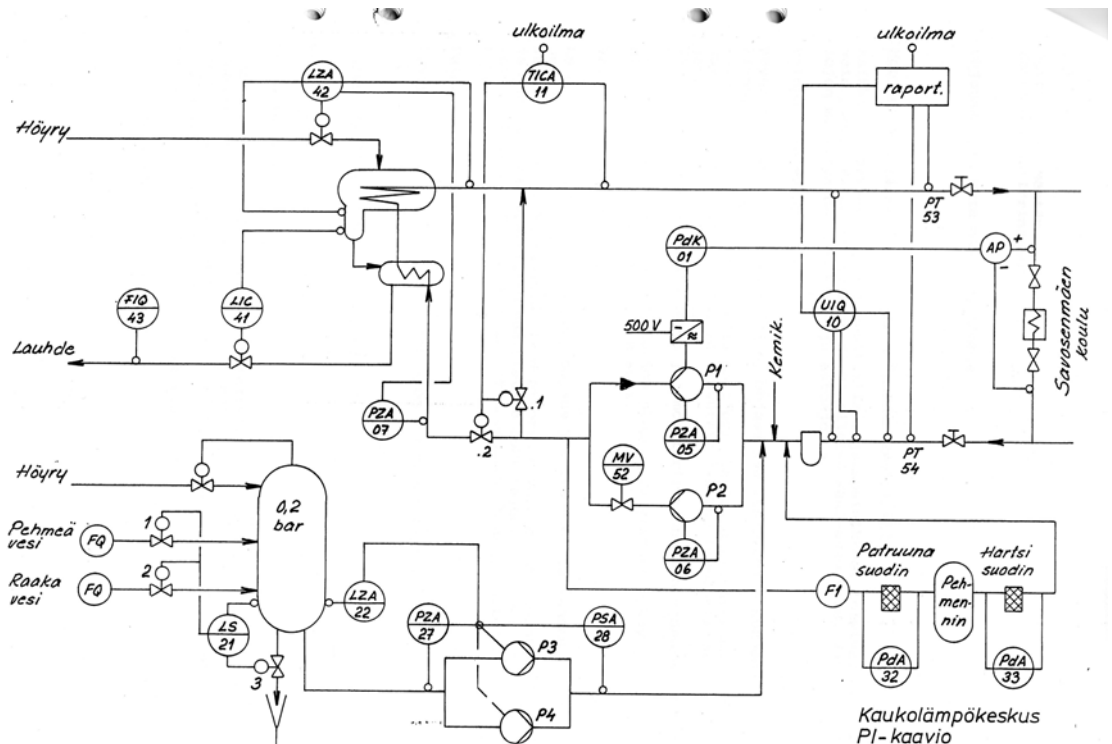 ulkoilma
ulkoilma
LZA
42
TICA
11
raport.
Höyry
PT
53
PdK
01
AP
+
-
FIQ
43
LIC
41
500 V
UIQ
10
Savosenmäen
koulu
Lauhde
P1
Kemik.
PZA
07
.1
.2
PZA
05
PT
54
MV
52
P2
Höyry
0,2
bar
PZA
06
Pehmeä
vesi
FQ
1
Raaka
vesi
FQ
2
LZA
22
Patruuna
suodin
Hartsi
suodin
F1
Peh-
men-
nin
LS
21
PZA
27
PSA
28
P3
PdA
32
PdA
33
3
P4
Kaukolämpökeskus
PI-kaavio